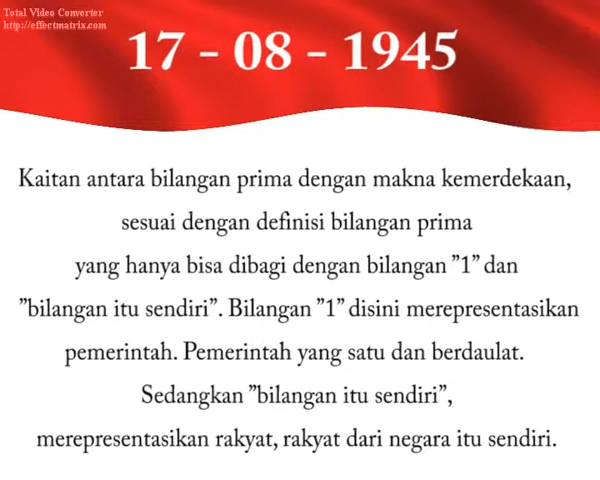 Total Video Converter
http://effectmatrix.com
17 - 08 - 1945
Kaitan antara bilangan prima dengan makna kemerdekaan,
sesuai dengan definisi bilangan prima
yang hanya bisa dibagi dengan bilangan ”1” dan
”bilangan itu sendiri”. Bilangan ”1” disini merepresentasikan
pemerintah. Pemerintah yang satu dan berdaulat.
Sedangkan ”bilangan itu sendiri”,
merepresentasikan rakyat, rakyat dari negara itu sendiri.